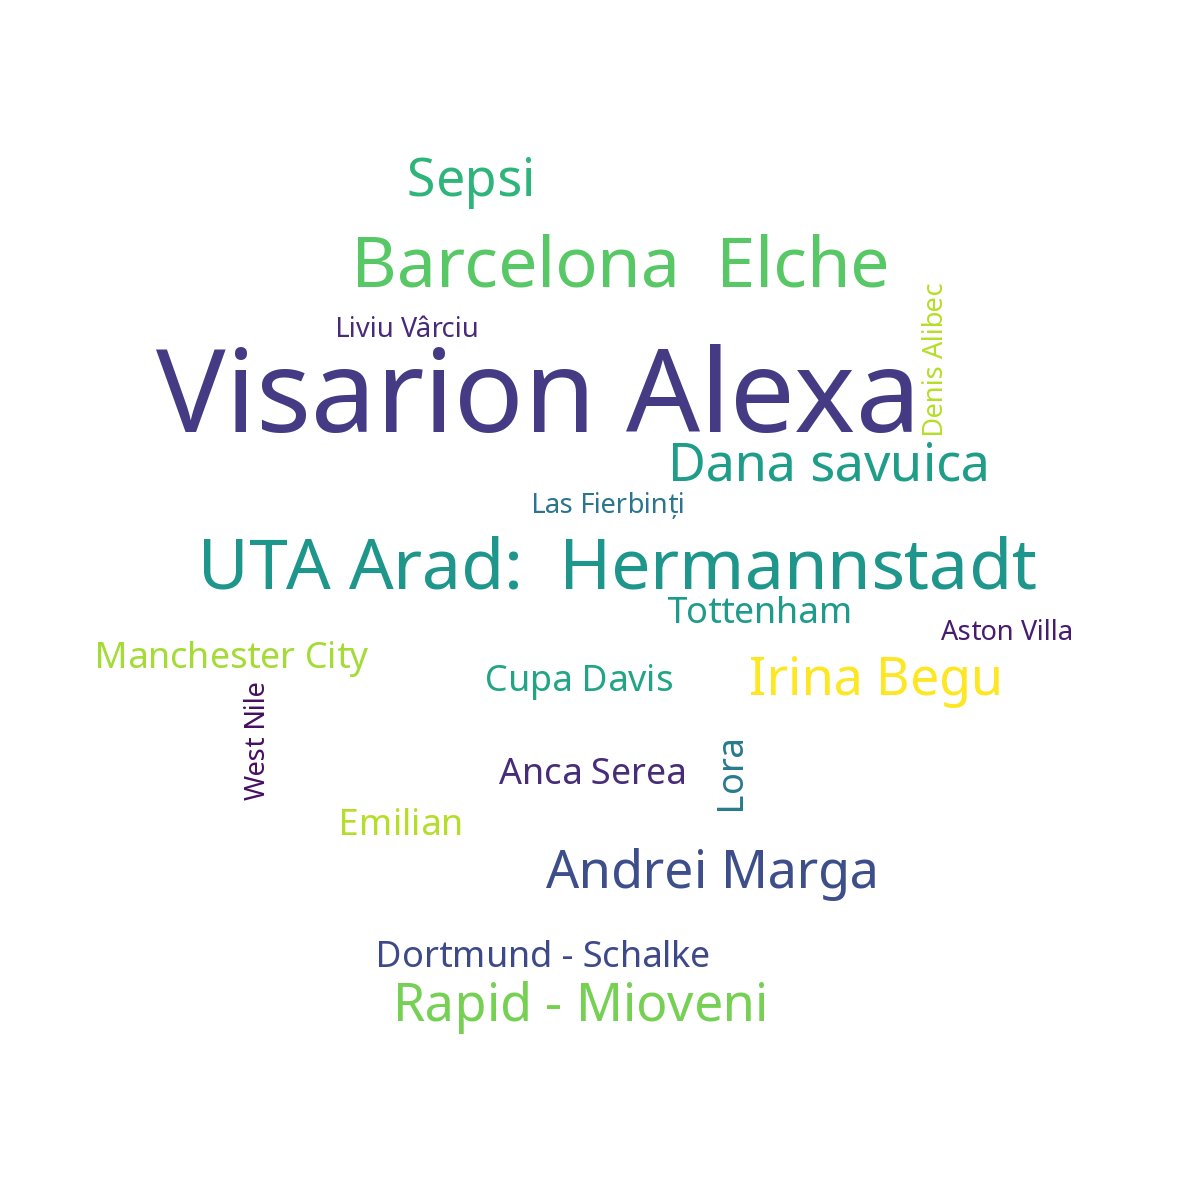 Sepsi
Barcelona  Elche
Denis Alibec
Liviu Vârciu
Visarion Alexa
Dana savuica
Las Fierbinți
UTA Arad:  Hermannstadt
Tottenham
Aston Villa
Manchester City
Cupa Davis
Irina Begu
West Nile
Lora
Anca Serea
Emilian
Andrei Marga
Dortmund - Schalke
Rapid - Mioveni